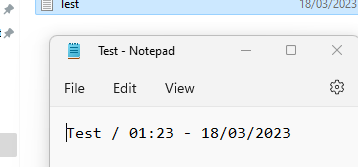 Test 18/03/2023
Test - Notepad
File Edit View
Test / 01:23 - 18/03/2023